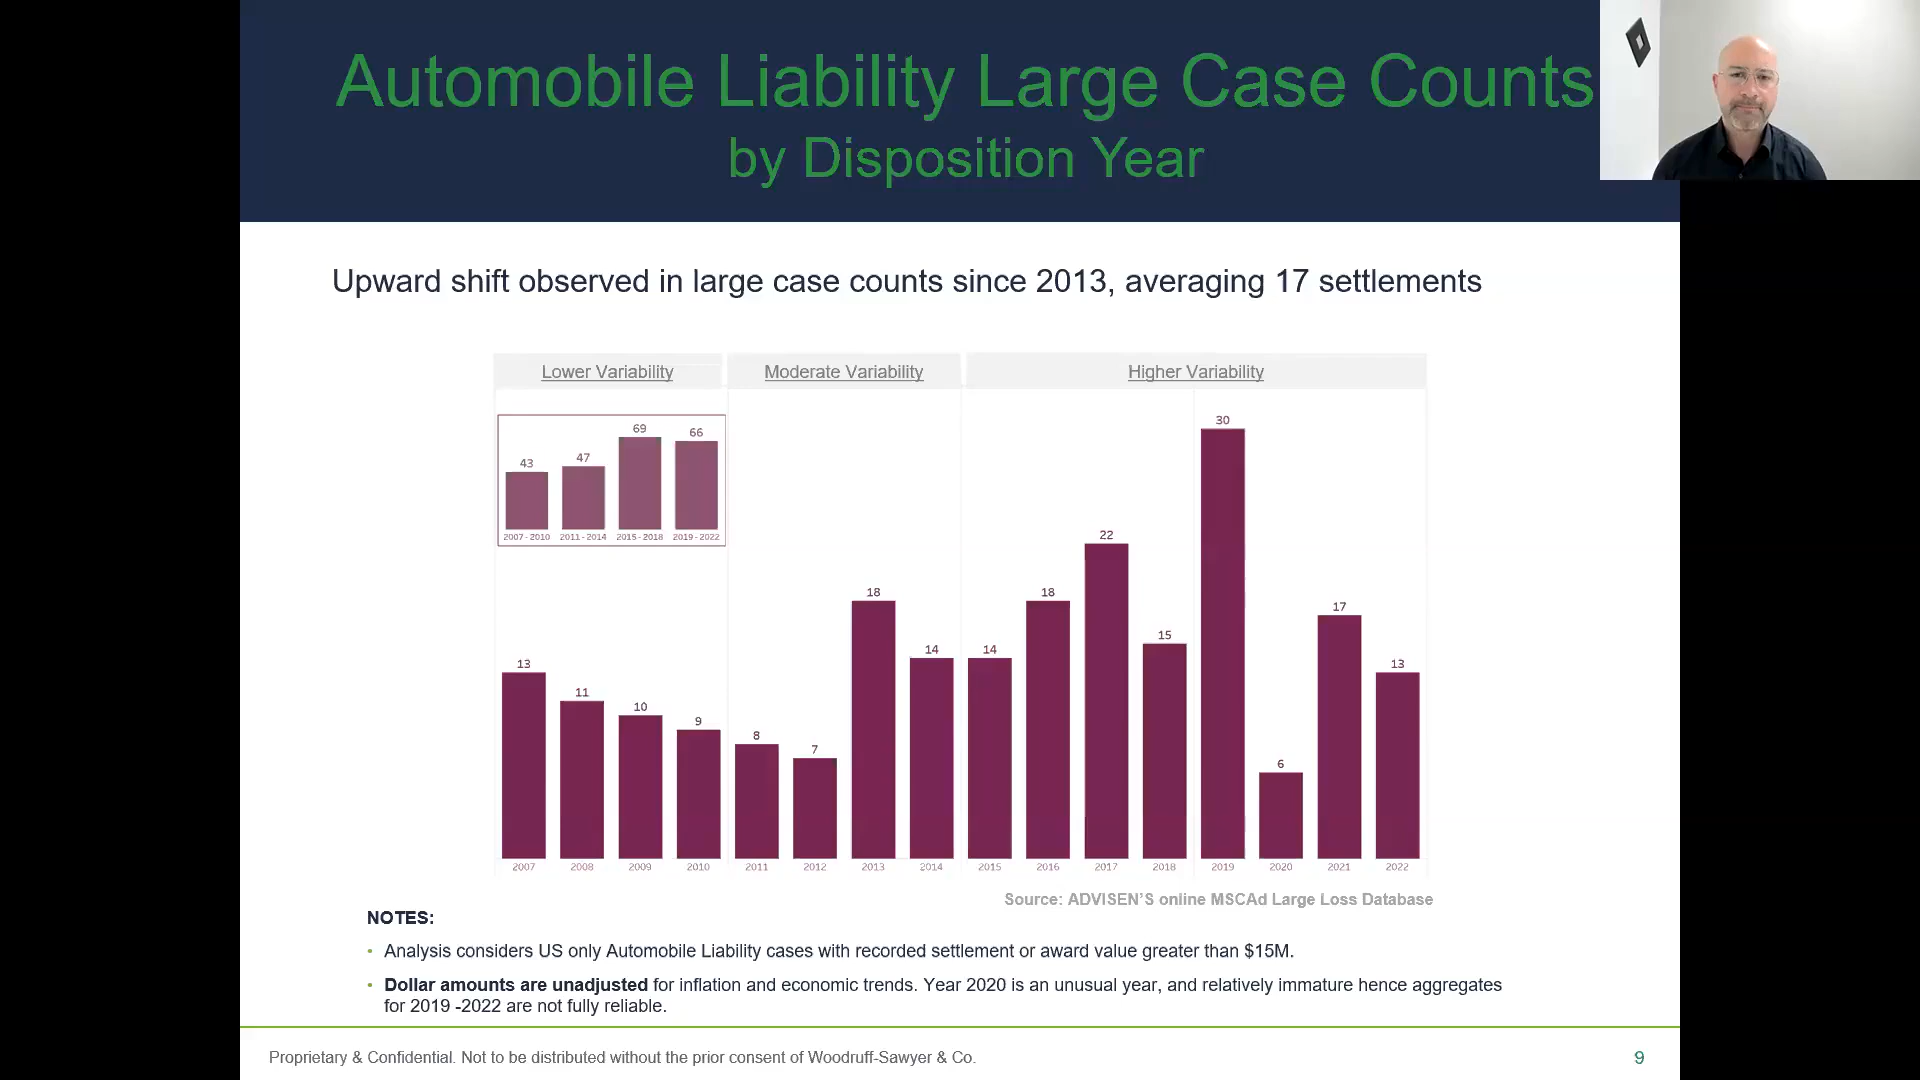 Automobile Liability Large Case Counts
by Disposition Year
Upward shift observed in large case counts since 2013, averaging 17 settlements
Lower Variability
Moderate Variability
Higher Variability
43
47
69
66
2007 - 2010
2011 - 2014
2015 - 2018
2019 - 2022
13
11
10
9
8
7
18
14
14
18
22
15
30
6
17
13
2007
2008
2009
2010
2011
2012
2013
2014
2015
2016
2017
2018
2019
2020
2021
2022
Source: ADVISEN'S online MSCAd Large Loss Database
NOTES:
• Analysis considers US only Automobile Liability cases with recorded settlement or award value greater than $15M.
• Dollar amounts are unadjusted for inflation and economic trends. Year 2020 is an unusual year, and relatively immature hence aggregates
for 2019 -2022 are not fully reliable.
Proprietary & Confidential. Not to be distributed without the prior consent of Woodruff-Sawyer & Co.
9